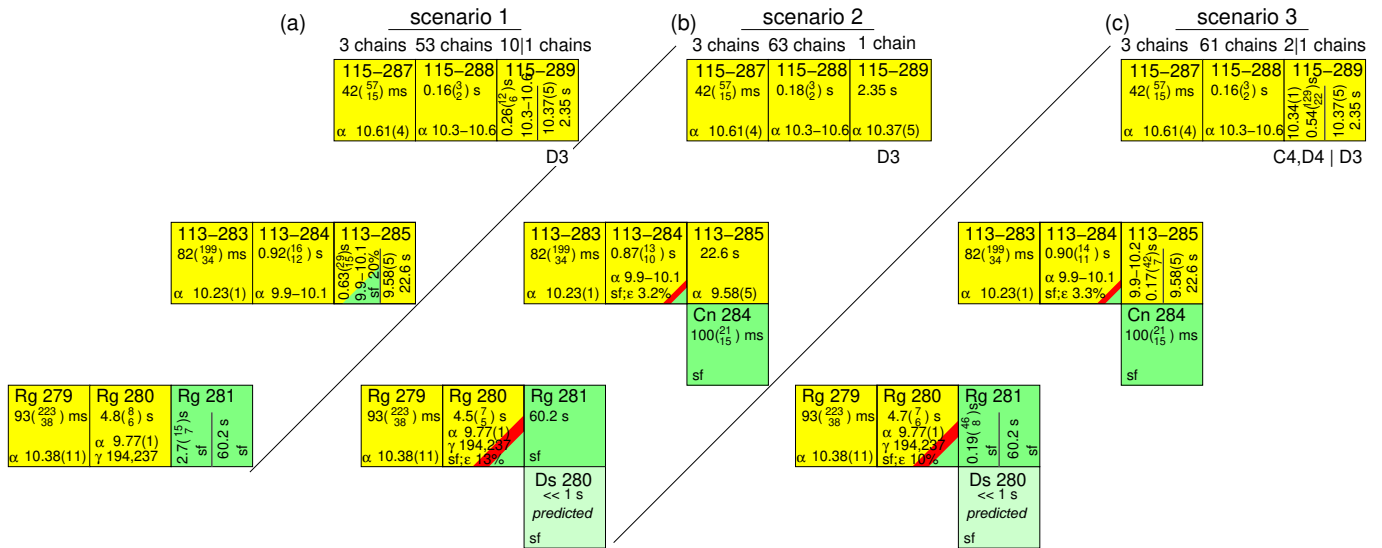 (a)
scenario 1
3 chains 53 chains 10|1 chains
115−287
42(57/15) ms
α 10.61(4)
115−288
0.16(3/2) s
α 10.3−10.6
115−289
0.26(12/6)s
10.3−10.6
10.37(5)
2.35 s
D3
113−283
82(199/34) ms
α 10.23(1)
113−284
0.92(16/12) s
α 9.9−10.1
113−285
0.63(29/15)s
9.9−10.1
sf 20%
9.58(5)
22.6 s
Rg 279
93(223/38) ms
α 10.38(11)
Rg 280
4.8(8/6) s
α 9.77(1)
γ 194,237
Rg 281
2.7(15/7)s
sf
60.2 s
sf
(b)
scenario 2
3 chains 63 chains 1 chain
115−287
42(57/15) ms
α 10.61(4)
115−288
0.18(3/2) s
α 10.3−10.6
115−289
2.35 s
α 10.37(5)
D3
113−283
82(199/34) ms
α 10.23(1)
113−284
0.87(13/10) s
α 9.9−10.1
sf;ε 3.2%
113−285
22.6 s
α 9.58(5)
Cn 284
100(21/15) ms
sf
Rg 279
93(223/38) ms
α 10.38(11)
Rg 280
4.5(7/5) s
α 9.77(1)
γ 194,237
sf;ε 13%
Rg 281
60.2 s
sf
Ds 280
<< 1 s
predicted
sf
(c)
scenario 3
3 chains 61 chains 2|1 chains
115−287
42(57/15) ms
α 10.61(4)
115−288
0.16(3/2) s
α 10.3−10.6
115−289
10.34(1)
0.54(129/22)s
10.37(5)
2.35 s
C4,D4 | D3
113−283
82(199/34) ms
α 10.23(1)
113−284
0.90(14/11) s
α 9.9−10.1
sf;ε 3.3%
113−285
9.9−10.2
0.17(42/7)s
9.58(5)
22.6 s
Cn 284
100(21/15) ms
sf
Rg 279
93(223/38) ms
α 10.38(11)
Rg 280
4.7(7/6) s
α 9.77(1)
γ 194,237
sf;ε 10%
Rg 281
0.19(46/8)s
sf
60.2 s
sf
Ds 280
<< 1 s
predicted
sf